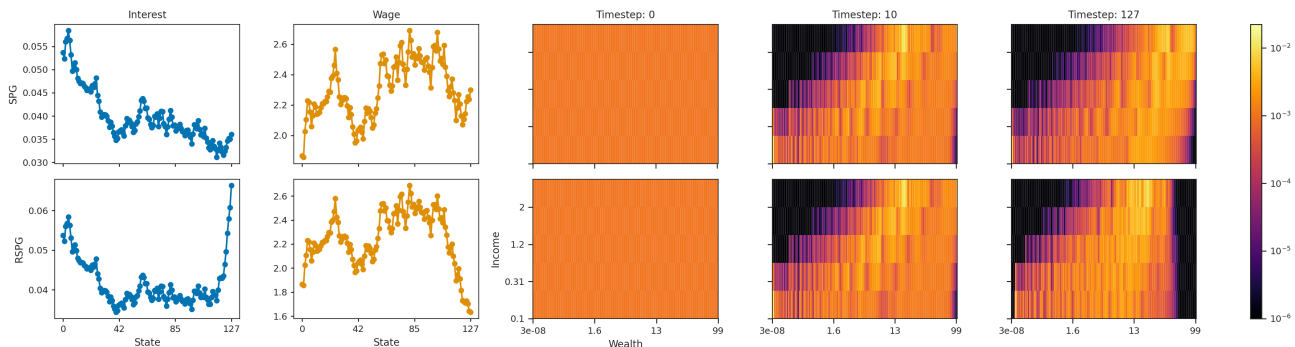 Interest
Wage
Timestep: 0
Timestep: 10
Timestep: 127
SPG
0.055
0.050
0.045
0.040
0.035
0.030
2.6
2.4
2.2
2.0
10⁻²
10⁻³
10⁻⁴
10⁻⁵
10⁻⁶
RSPG
0.06
0.05
0.04
0 42 85 127
State
2.6
2.4
2.2
2.0
1.8
1.6
0 42 85 127
State
Income
2
1.2
0.31
0.1
3e-08 1.6 13 99
Wealth
3e-08 1.6 13 99
3e-08 1.6 13 99